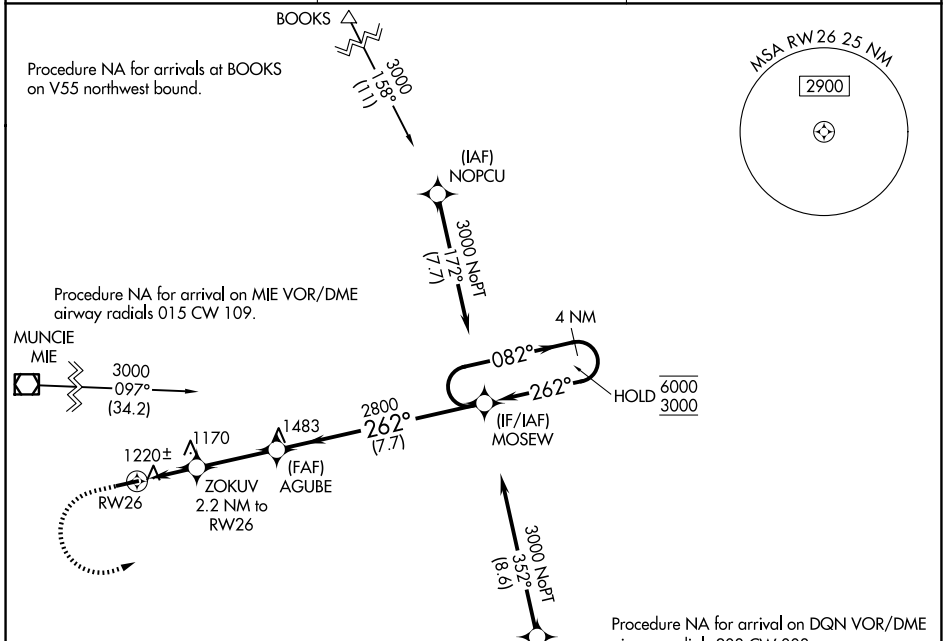 BOOKS
Procedure NA for arrivals at BOOKS
on V55 northwest bound.
3000
158°
(11)
MSA RW26 25 NM
2900
(IAF)
NOPCU
3000 NoPT
172°
(7.7)
Procedure NA for arrival on MIE VOR/DME
airway radials 015 CW 109.
MUNCIE
MIE
3000
097°
(34.2)
4 NM
082°
262°
HOLD
6000
3000
(IF/IAF)
MOSEW
2800
262°
(7.7)
1483
1170
1220±
(FAF)
AGUBE
ZOKUV
2.2 NM to
RW26
RW26
3000 NoPT
352°
(8.6)
Procedure NA for arrival on DQN VOR/DME